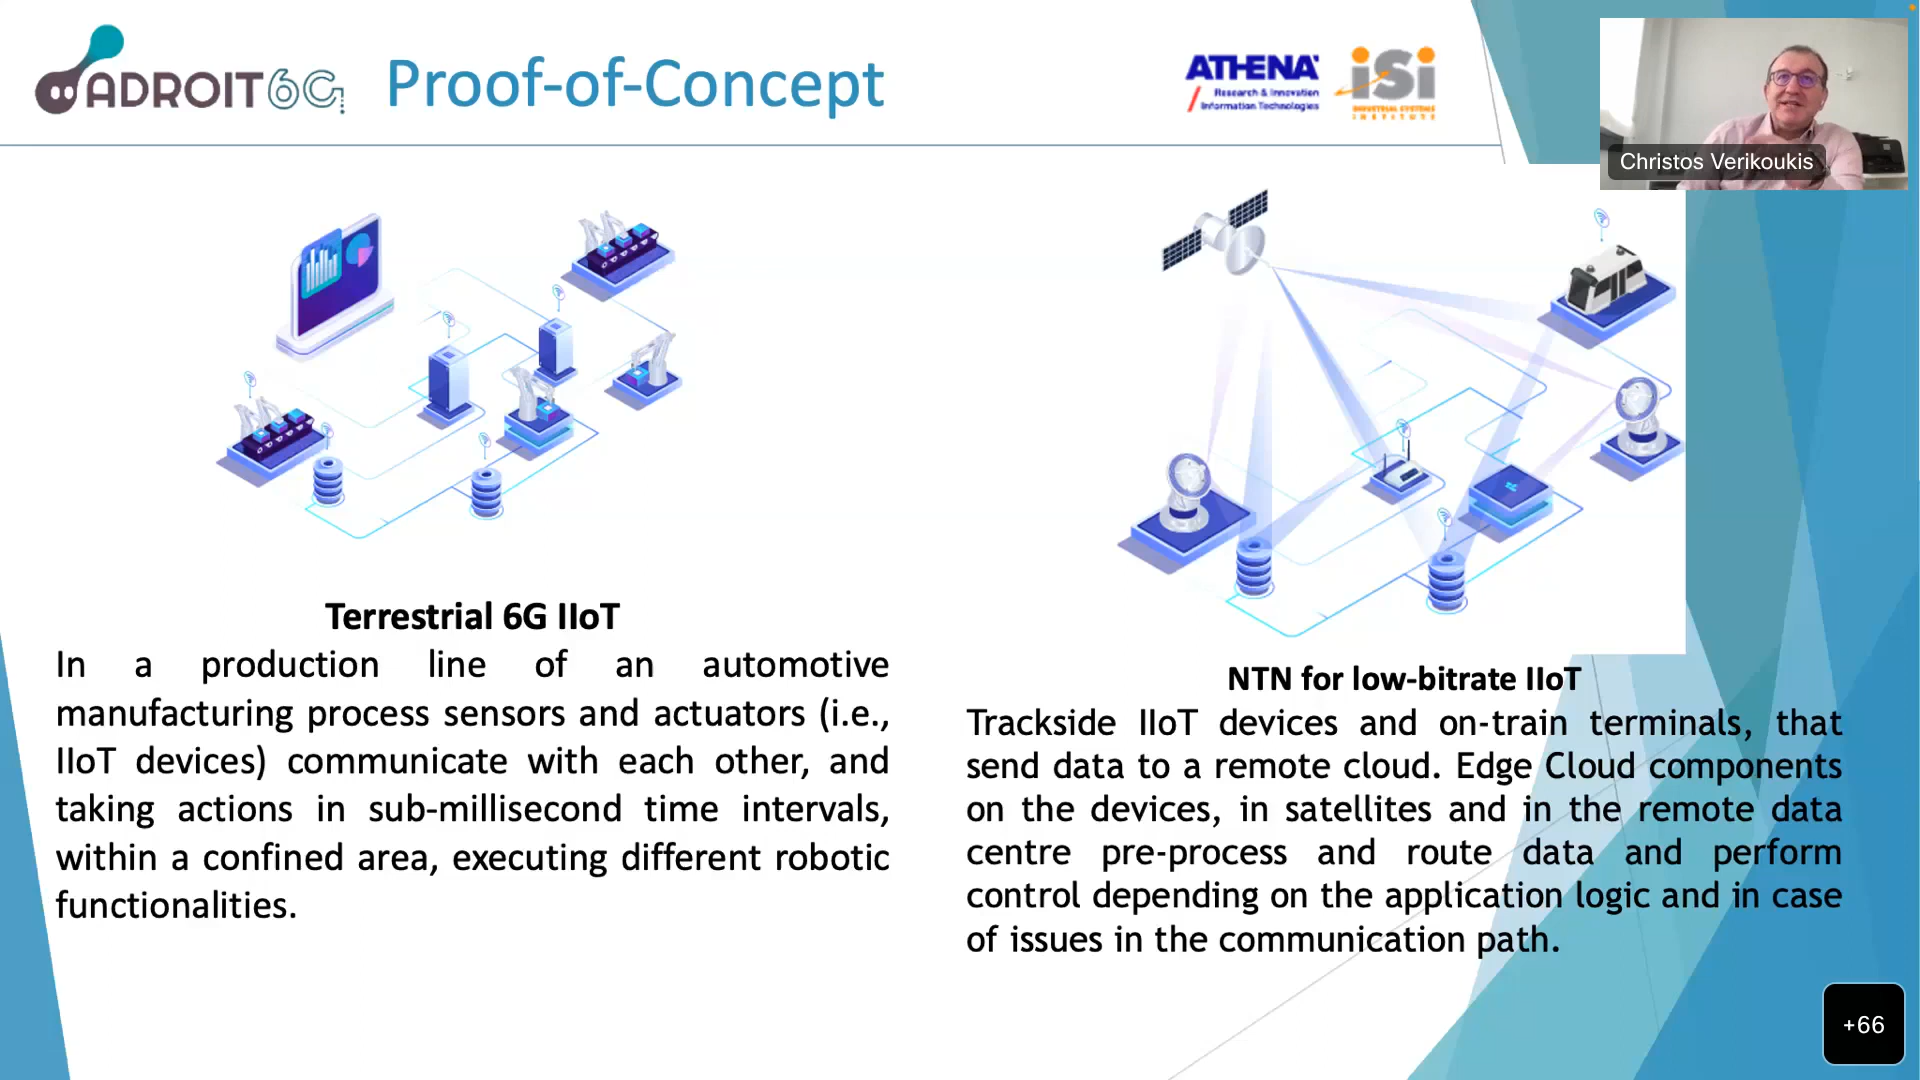 ADROIT6G
Proof-of-Concept
ATHENA
Research & Innovation
Information Technologies
iSi
INDUSTRIAL SYSTEMS
INSTITUTE
Christos Verikoukis
Terrestrial 6G IIoT
In a production line of an automotive
manufacturing process sensors and actuators (i.e.,
IIoT devices) communicate with each other, and
taking actions in sub-millisecond time intervals,
within a confined area, executing different robotic
functionalities.
NTN for low-bitrate IIoT
Trackside IIoT devices and on-train terminals, that
send data to a remote cloud. Edge Cloud components
on the devices, in satellites and in the remote data
centre pre-process and route data and perform
control depending on the application logic and in case
of issues in the communication path.
+66